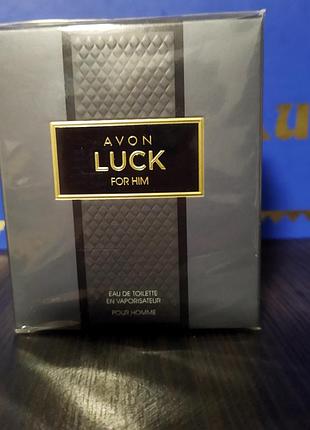 AVON
LUCK
FOR HIM
EAU DE TOILETTE
EN VAPORISATEUR
POUR HOMME